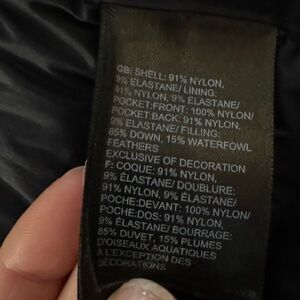 GB: SHELL: 91% NYLON,
9% ELASTANE/ LINING:
91% NYLON, 9% ELASTANE/
POCKET:FRONT: 100% NYLON/
POCKET:BACK: 91% NYLON,
9% ELASTANE/ FILLING:
85% DOWN, 15% WATERFOWL
FEATHERS
EXCLUSIVE OF DECORATION
F: COQUE: 91% NYLON,
9% ÉLASTANE/ DOUBLURE:
91% NYLON, 9% ÉLASTANE/
POCHE:DEVANT: 100% NYLON/
POCHE:DOS: 91% NYLON,
9% ÉLASTANE/ BOURRAGE:
85% DUVET, 15% PLUMES
D'OISEAUX AQUATIQUES
À L'EXCEPTION DES
DÉCORATIONS